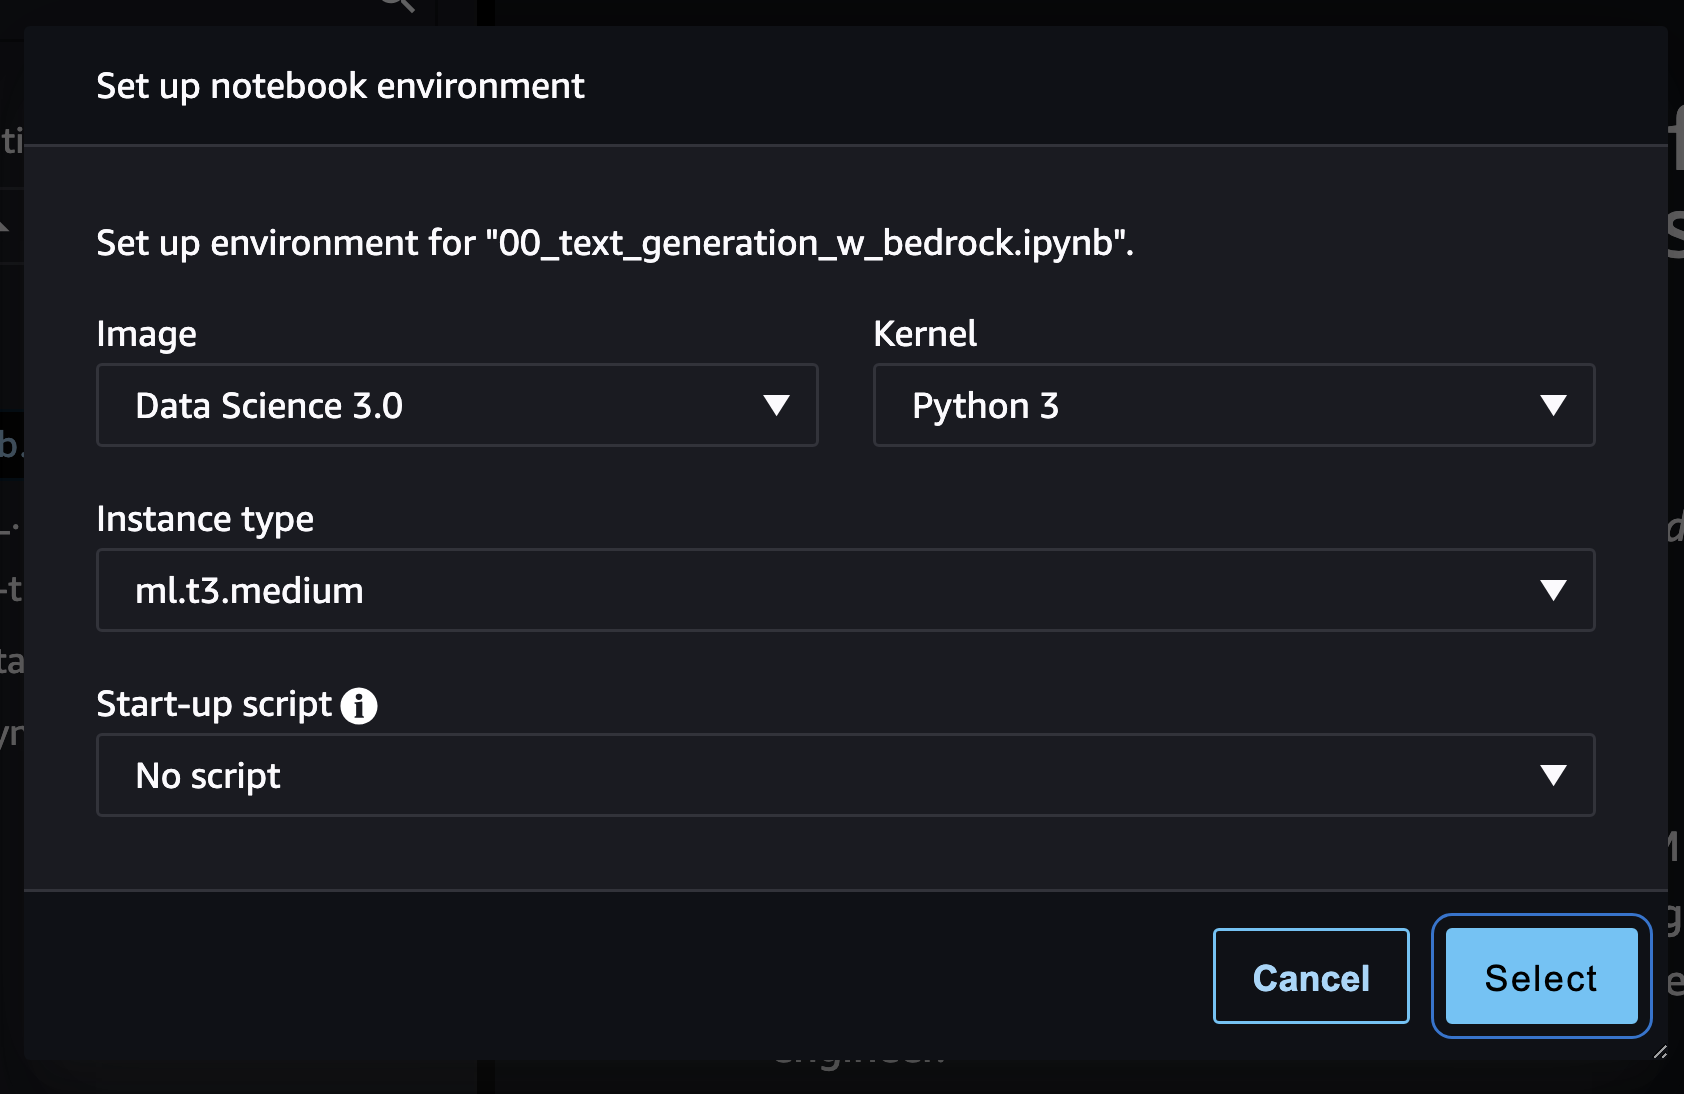 Set up notebook environment
Set up environment for "00_text_generation_w_bedrock.ipynb".
Image
Kernel
Data Science 3.0
Python 3
Instance type
ml.t3.medium
Start-up script
No script
Cancel
Select